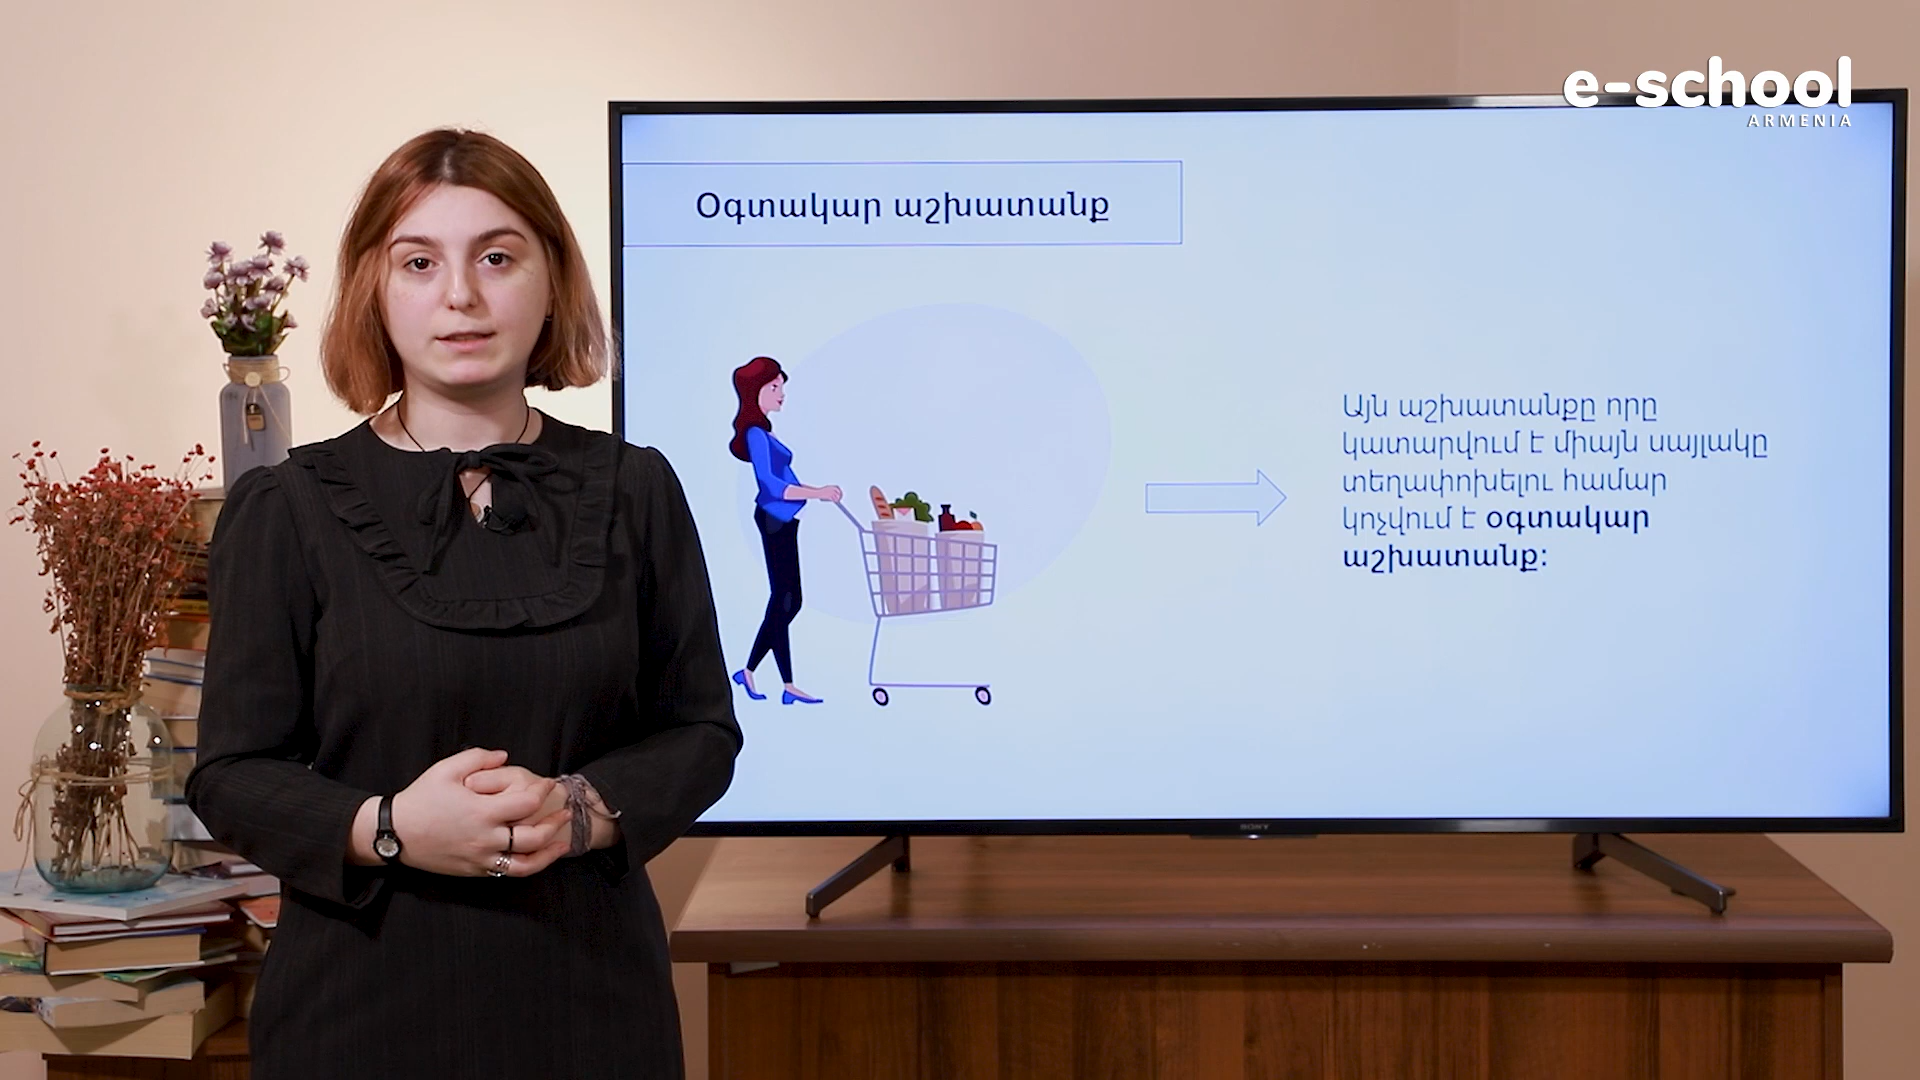 e-school
ARMENIA
Օգտակար աշխատանք
Այն աշխատանքը որը
կատարվում է միայն սայլակը
տեղափոխելու համար
կոչվում է օգտակար
աշխատանք:
SONY